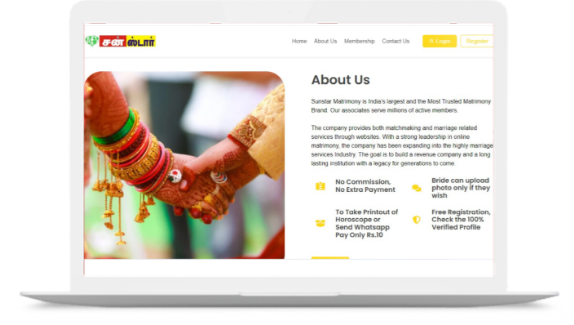 சன் ஸ்டார்
Home About Us Membership Contact Us Login Register
About Us
Sunstar Matrimony is India's largest and the Most Trusted Matrimony
Brand. Our associates serve millions of active members.
The company provides both matchmaking and marriage related
services through websites. With a strong leadership in online
matrimony, the company has been expanding into the highly marriage
services Industry. The goal is to build a revenue company and a long
lasting institution with a legacy for generations to come.
No Commission,
No Extra Payment
Bride can upload
photo only if they
wish
To Take Printout of
Horoscope or
Send Whatsapp
Pay Only Rs.10
Free Registration,
Check the 100%
Verified Profile